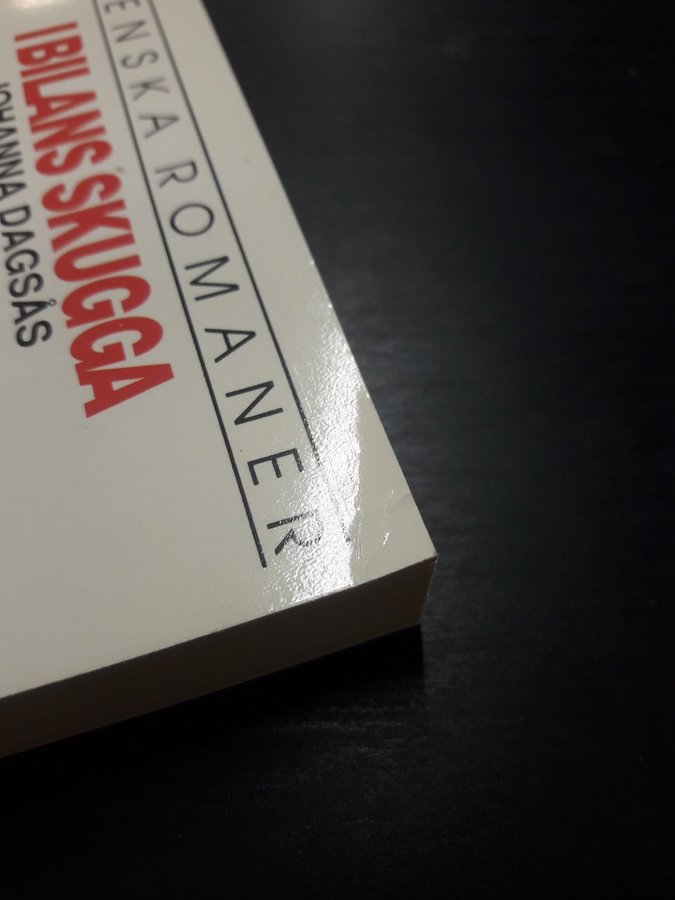 ENSKA ROMANER
I BILANS' SKUGGA
JOHANNA DAGSÅS